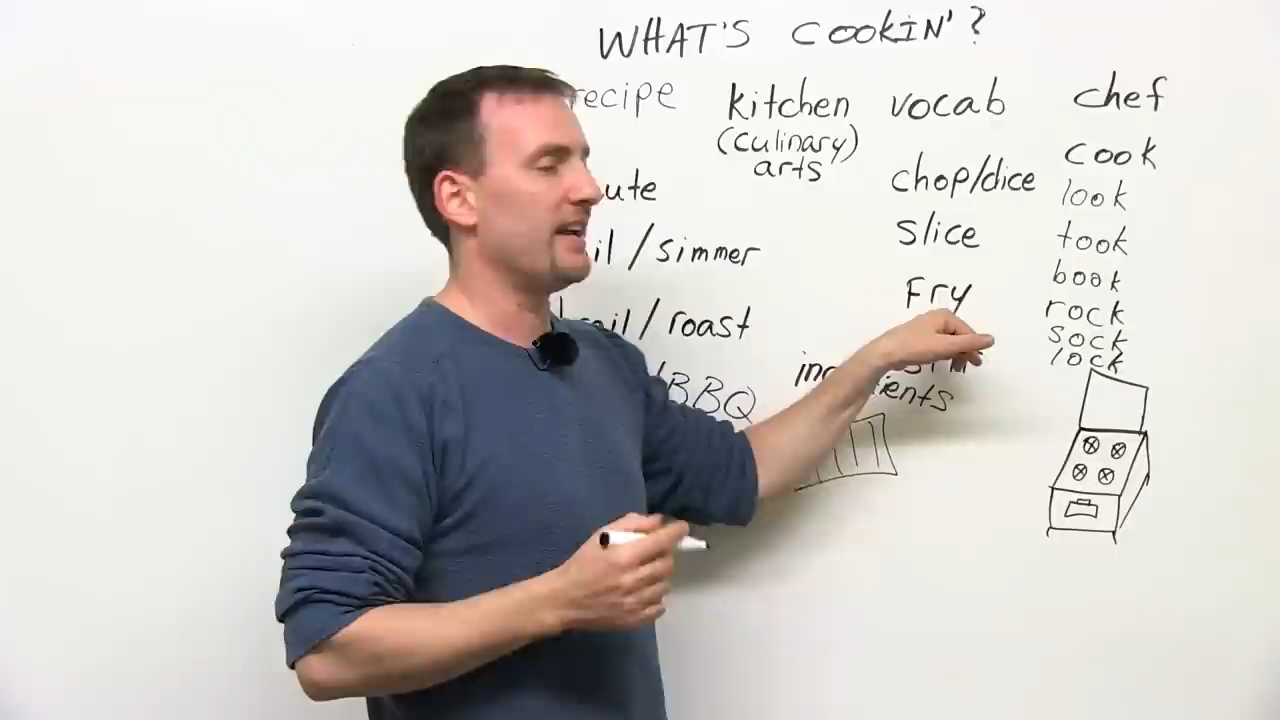 WHAT'S COOKIN'?
recipe kitchen vocab chef
(culinary)
arts
cook
chop/dice look
/simmer slice took
Fry book
/roast rock
sock
lock
/BBQ